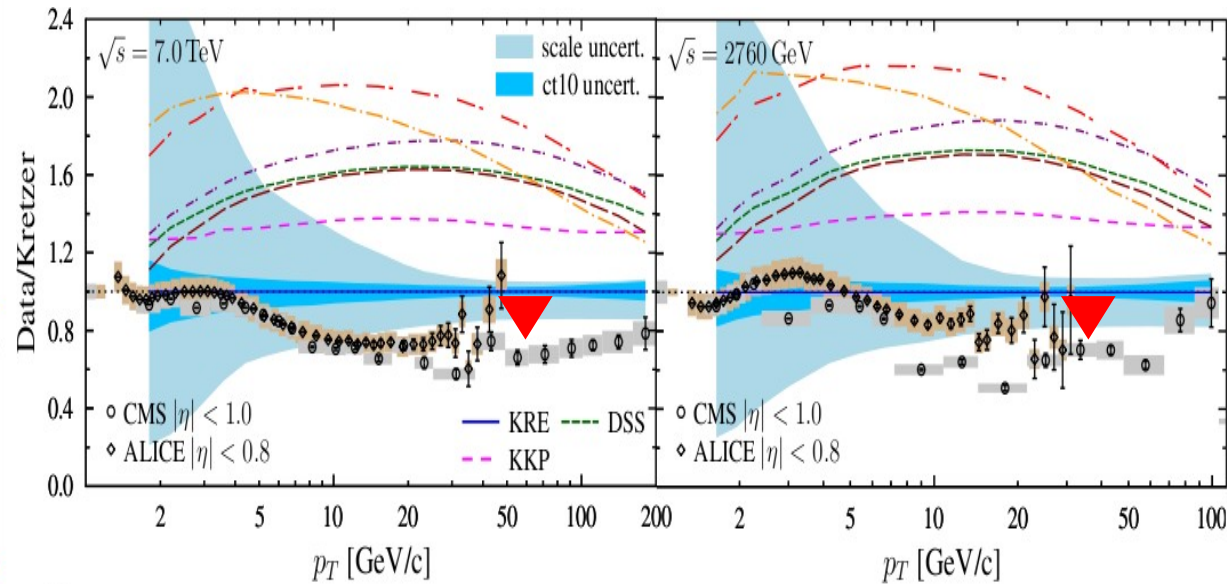 Data/Kretzer
2.4
2.0
1.6
1.2
0.8
0.4
0.0
√s = 7.0 TeV
scale uncert.
ct10 uncert.
CMS |η| < 1.0
ALICE |η| < 0.8
KRE
DSS
KKP
2 5 10 20 50 100 200
p_T [GeV/c]
√s = 2760 GeV
CMS |η| < 1.0
ALICE |η| < 0.8
2 5 10 20 50 100
p_T [GeV/c]